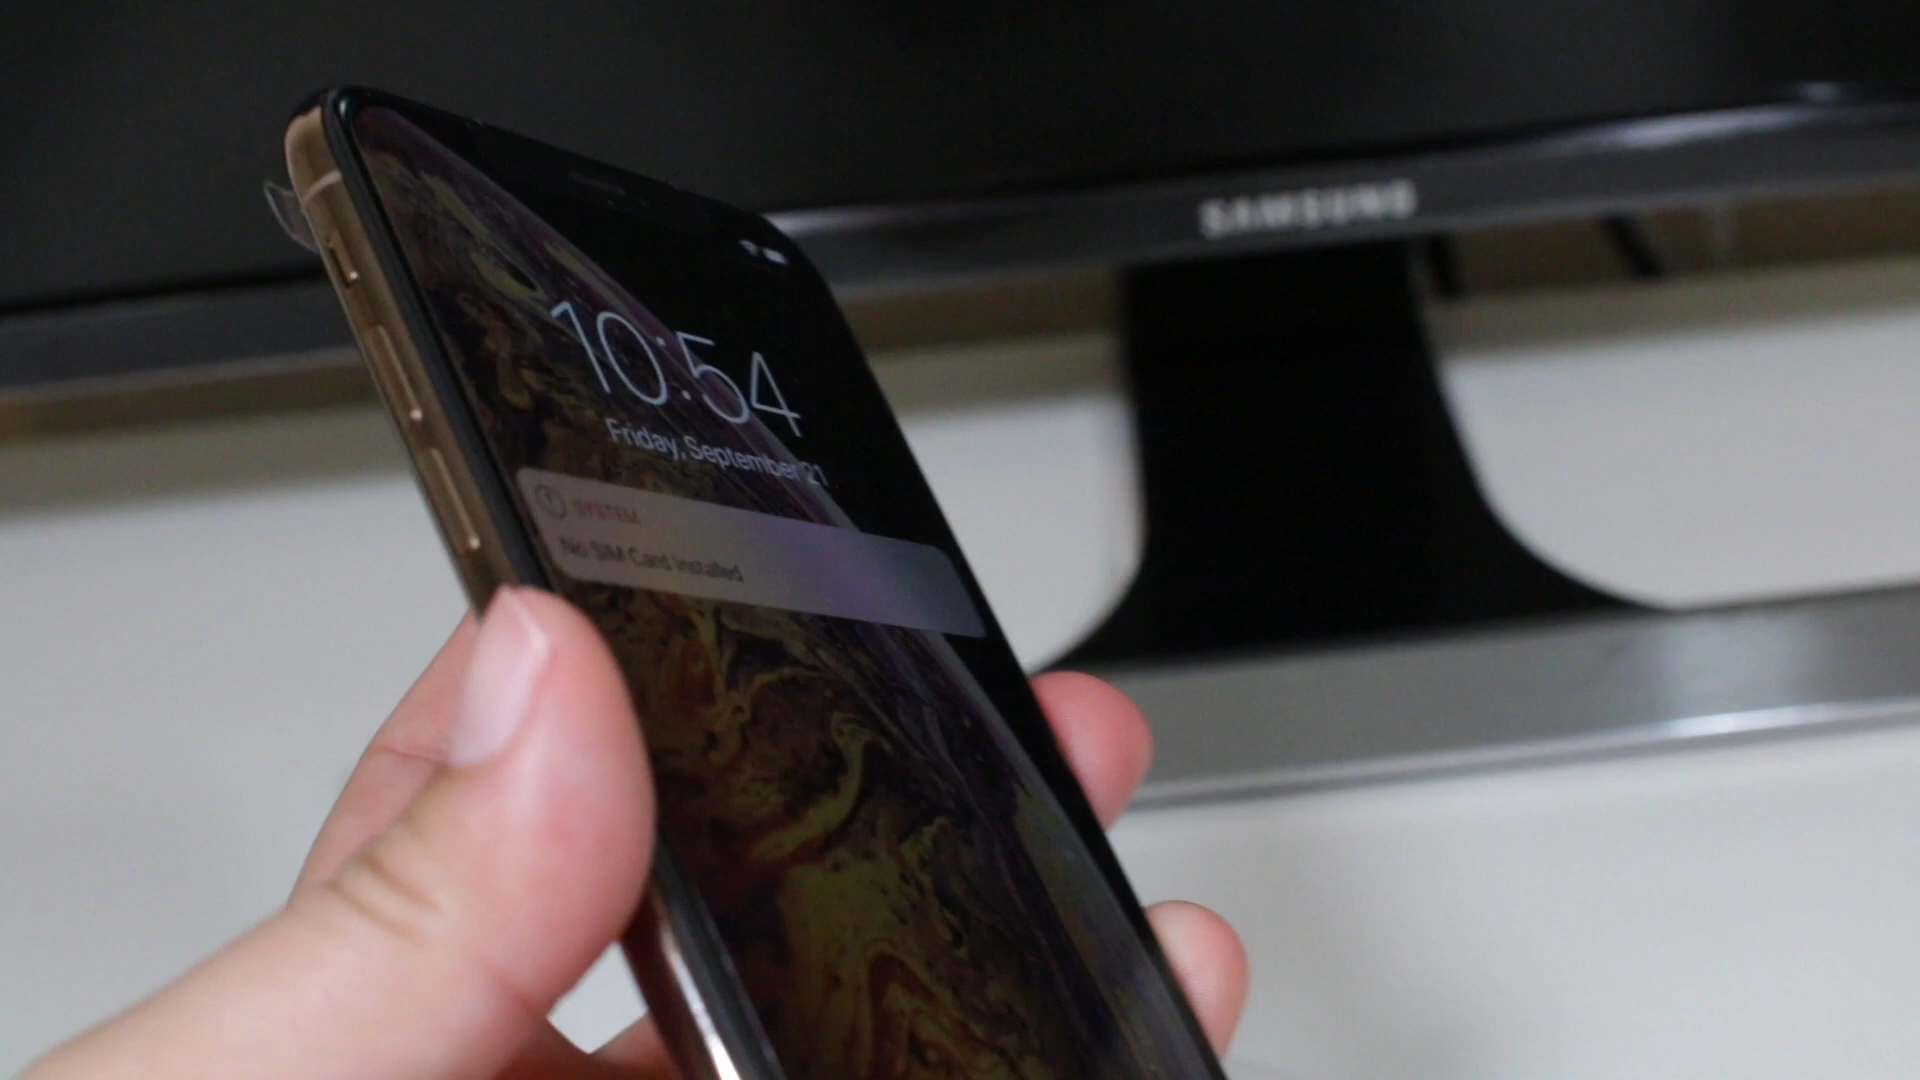 SAMSUNG
10:54
Friday, September 21
SYSTEM
No SIM Card Installed